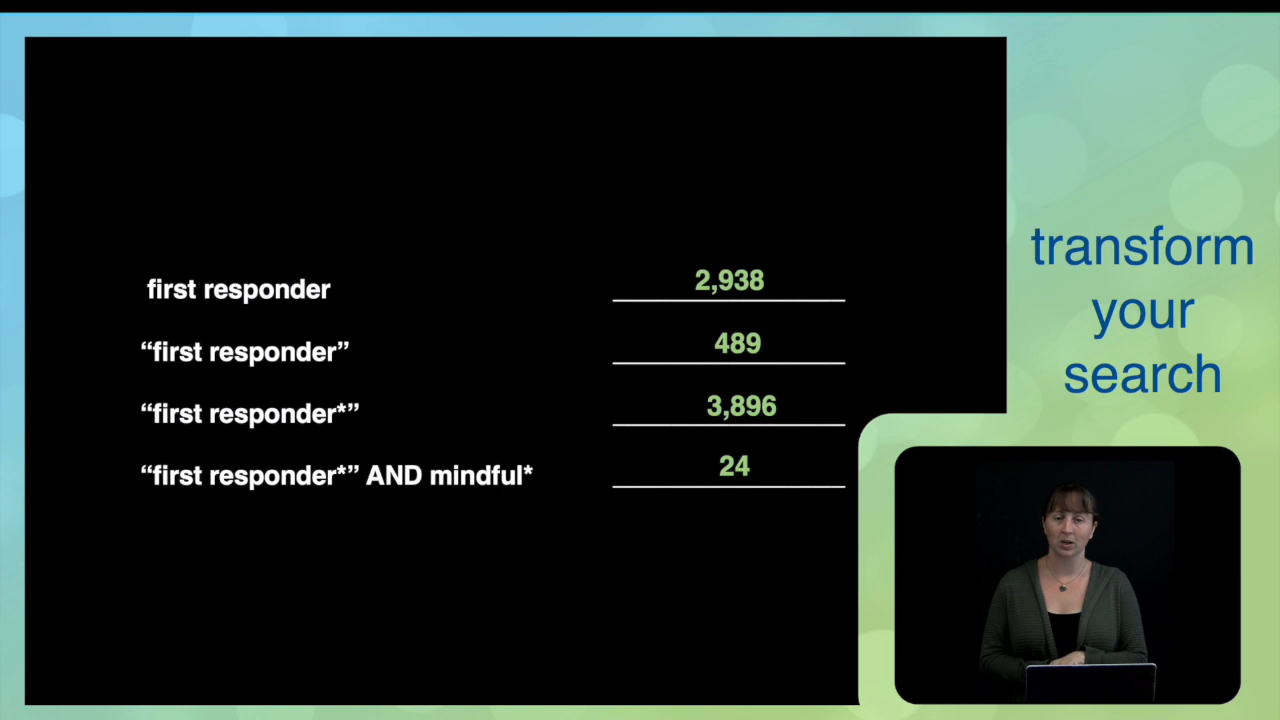 first responder 2,938
“first responder” 489
“first responder*” 3,896
“first responder*” AND mindful* 24
transform
your
search